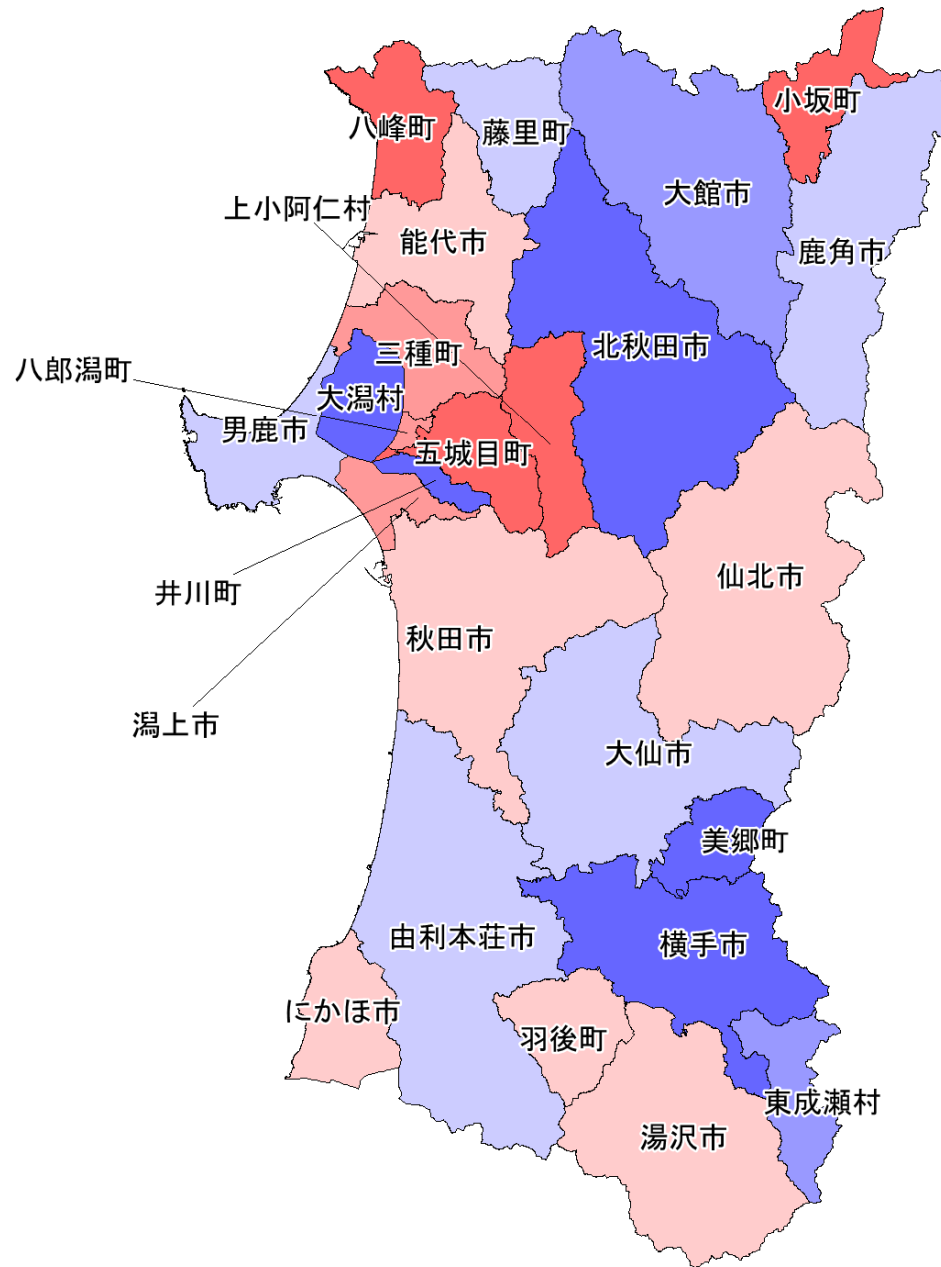 小坂町
八峰町
藤里町
大館市
上小阿仁村
能代市
鹿角市
北秋田市
三種町
八郎潟町
大潟村
男鹿市
五城目町
仙北市
井川町
秋田市
潟上市
大仙市
美郷町
由利本荘市
横手市
にかほ市
羽後町
東成瀬村
湯沢市